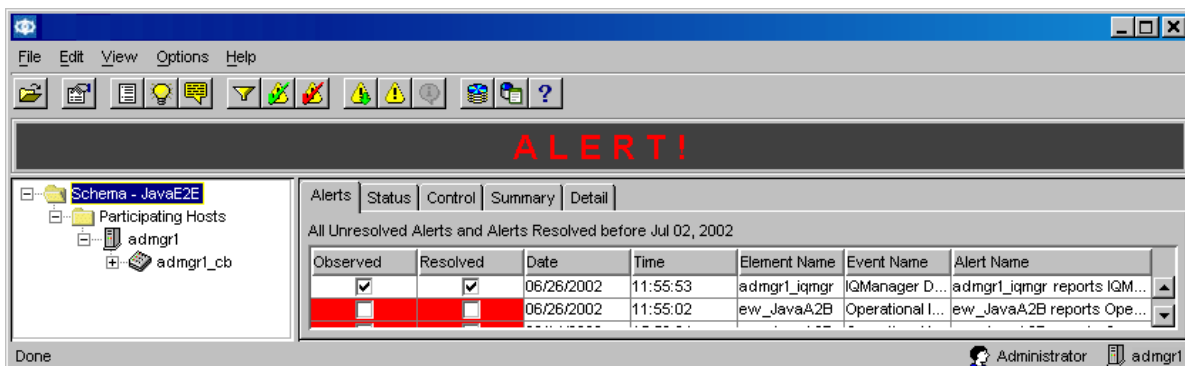 File Edit View Options Help
ALERT!
Schema - JavaE2E
Participating Hosts
admgr1
admgr1_cb
Alerts Status Control Summary Detail
All Unresolved Alerts and Alerts Resolved before Jul 02, 2002
Observed Resolved Date Time Element Name Event Name Alert Name
06/26/2002 11:55:53 admgr1_iqmgr IQManager D... admgr1_iqmgr reports IQM...
06/26/2002 11:55:02 ew_JavaA2B Operational I... ew_JavaA2B reports Ope...
Done Administrator admgr1